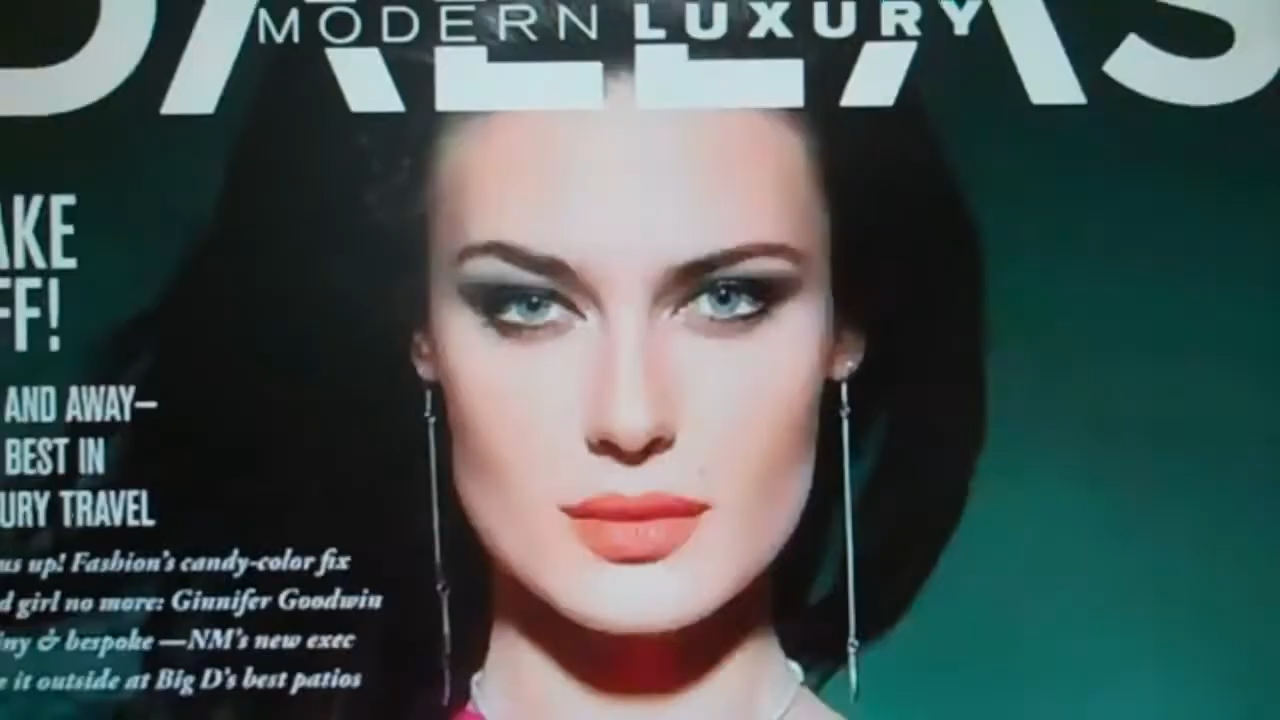 DALLAS
MODERN LUXURY
AKE
FF!
AND AWAY—
BEST IN
URY TRAVEL
us up! Fashion's candy-color fix
d girl no more: Ginnifer Goodwin
iny & bespoke —NM's new exec
e it outside at Big D's best patios